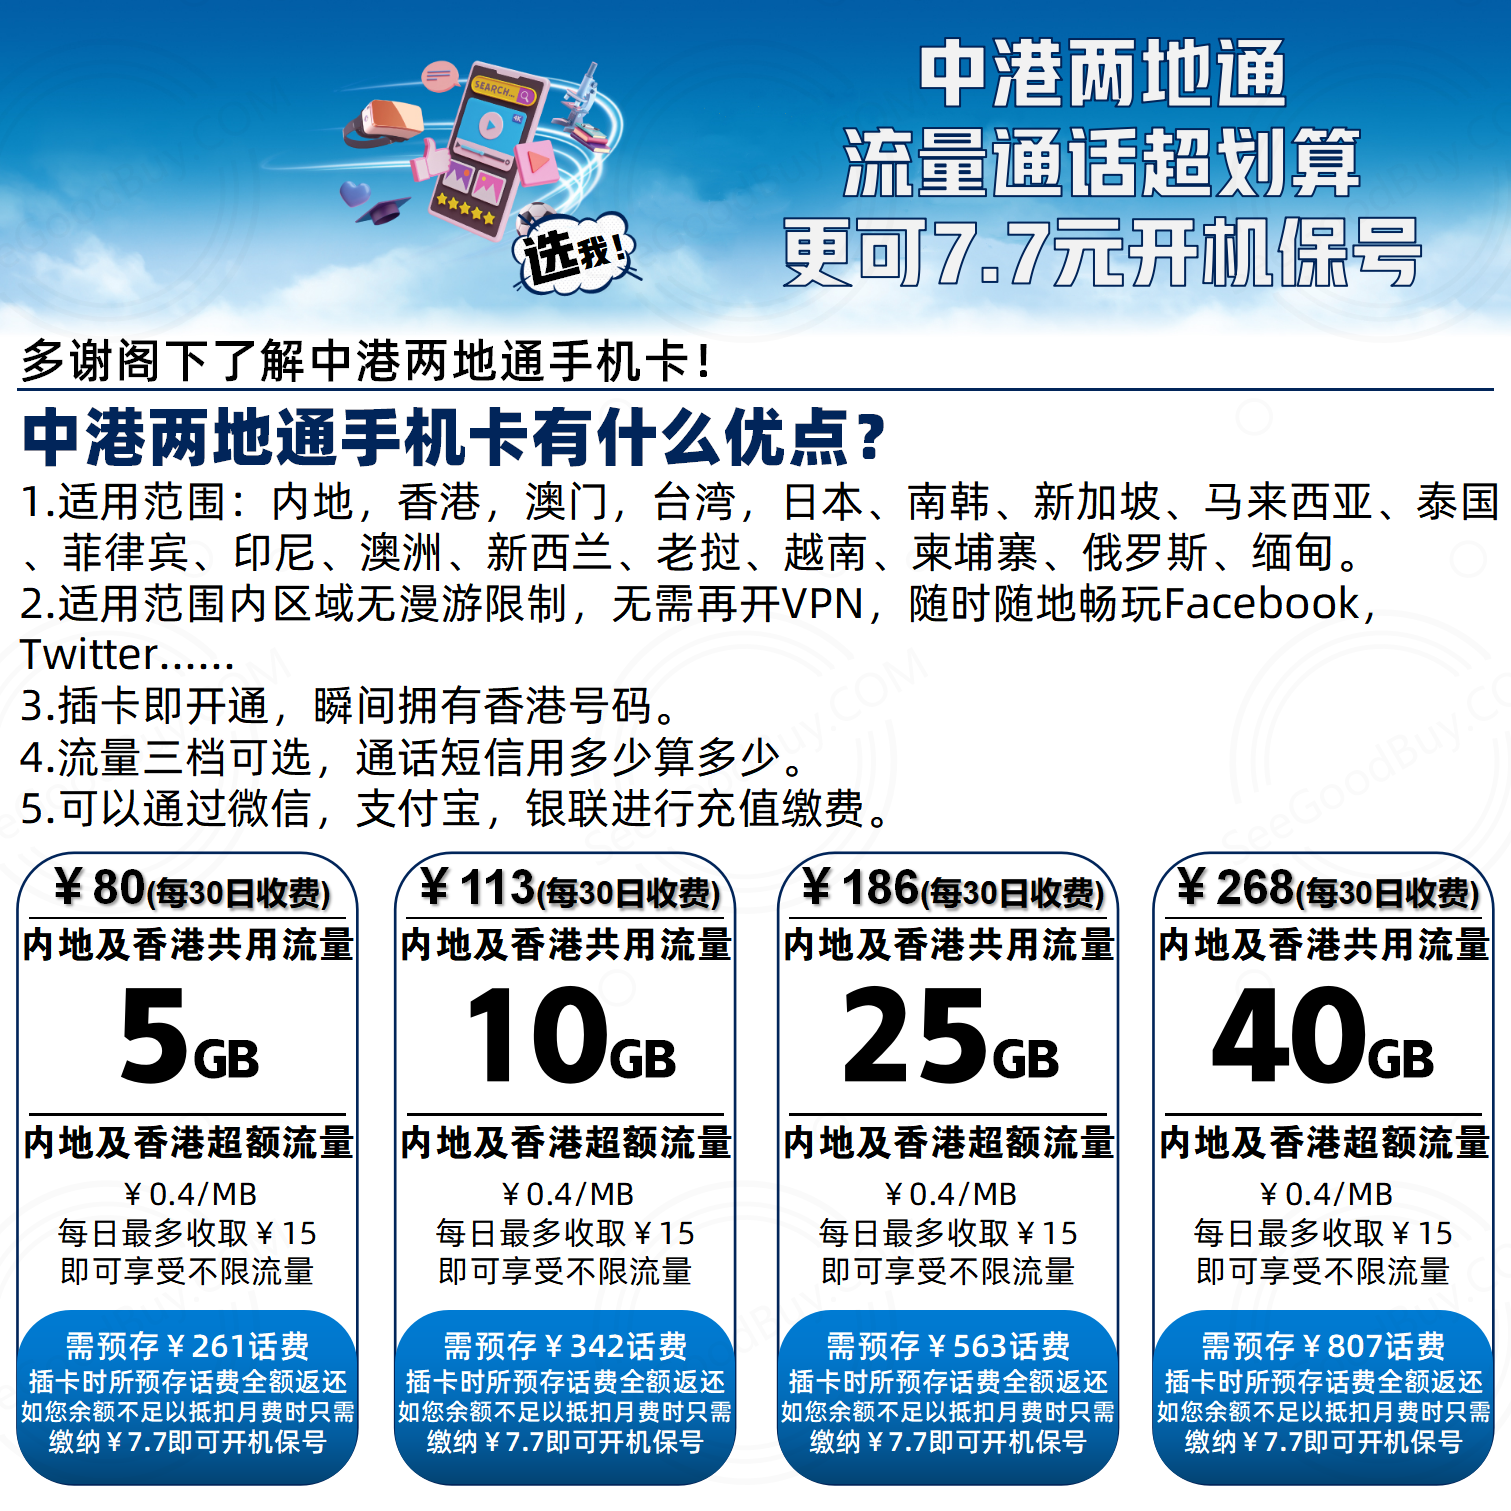 中港两地通
流量通话超划算
更可7.7元开机保号
SEARCH...
4K
选我!
多谢阁下了解中港两地通手机卡！
中港两地通手机卡有什么优点？
1.适用范围：内地，香港，澳门，台湾，日本、南韩、新加坡、马来西亚、泰国
、菲律宾、印尼、澳洲、新西兰、老挝、越南、柬埔寨、俄罗斯、缅甸。
2.适用范围内区域无漫游限制，无需再开VPN，随时随地畅玩Facebook，
Twitter......
3.插卡即开通，瞬间拥有香港号码。
4.流量三档可选，通话短信用多少算多少。
5.可以通过微信，支付宝，银联进行充值缴费。
￥80(每30日收费)
内地及香港共用流量
5GB
内地及香港超额流量
￥0.4/MB
每日最多收取￥15
即可享受不限流量
需预存￥261话费
插卡时所预存话费全额返还
如您余额不足以抵扣月费时只需
缴纳￥7.7即可开机保号
￥113(每30日收费)
内地及香港共用流量
10GB
内地及香港超额流量
￥0.4/MB
每日最多收取￥15
即可享受不限流量
需预存￥342话费
插卡时所预存话费全额返还
如您余额不足以抵扣月费时只需
缴纳￥7.7即可开机保号
￥186(每30日收费)
内地及香港共用流量
25GB
内地及香港超额流量
￥0.4/MB
每日最多收取￥15
即可享受不限流量
需预存￥563话费
插卡时所预存话费全额返还
如您余额不足以抵扣月费时只需
缴纳￥7.7即可开机保号
￥268(每30日收费)
内地及香港共用流量
40GB
内地及香港超额流量
￥0.4/MB
每日最多收取￥15
即可享受不限流量
需预存￥807话费
插卡时所预存话费全额返还
如您余额不足以抵扣月费时只需
缴纳￥7.7即可开机保号
SeeGoodBuy.COM